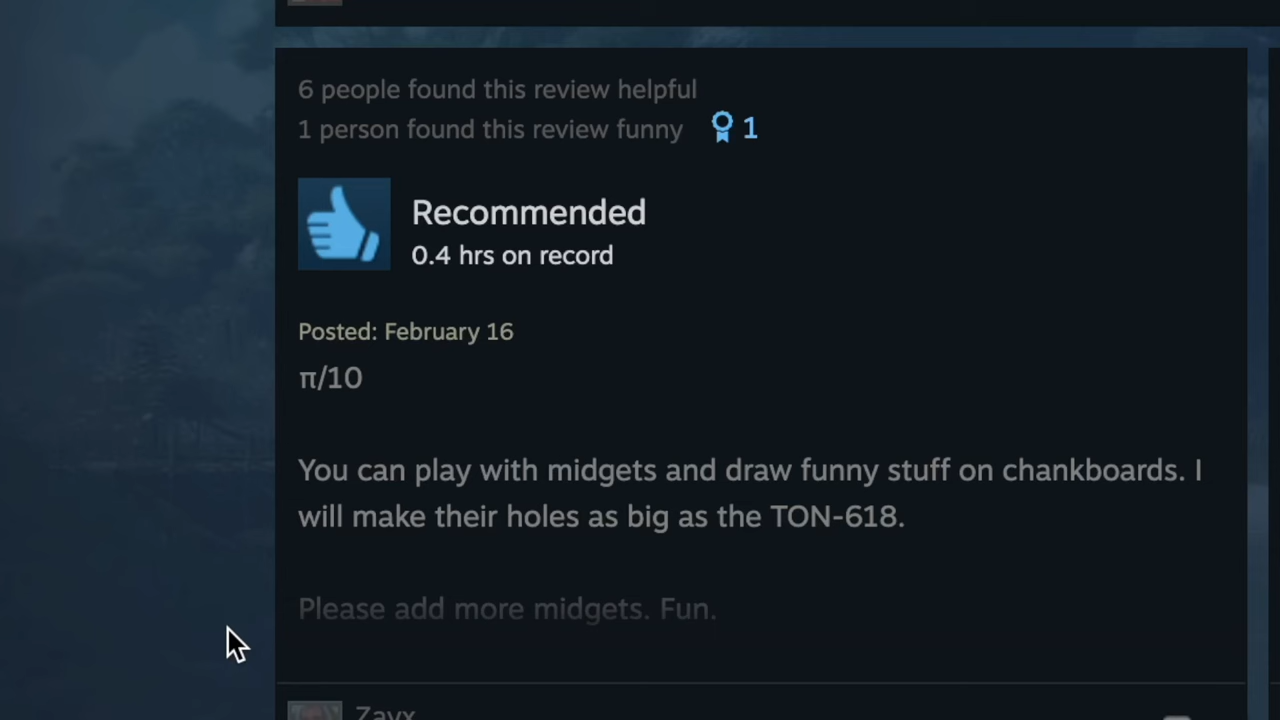 6 people found this review helpful
1 person found this review funny 1
Recommended
0.4 hrs on record
Posted: February 16
π/10
You can play with midgets and draw funny stuff on chankboards. I
will make their holes as big as the TON-618.
Please add more midgets. Fun.
Zayx